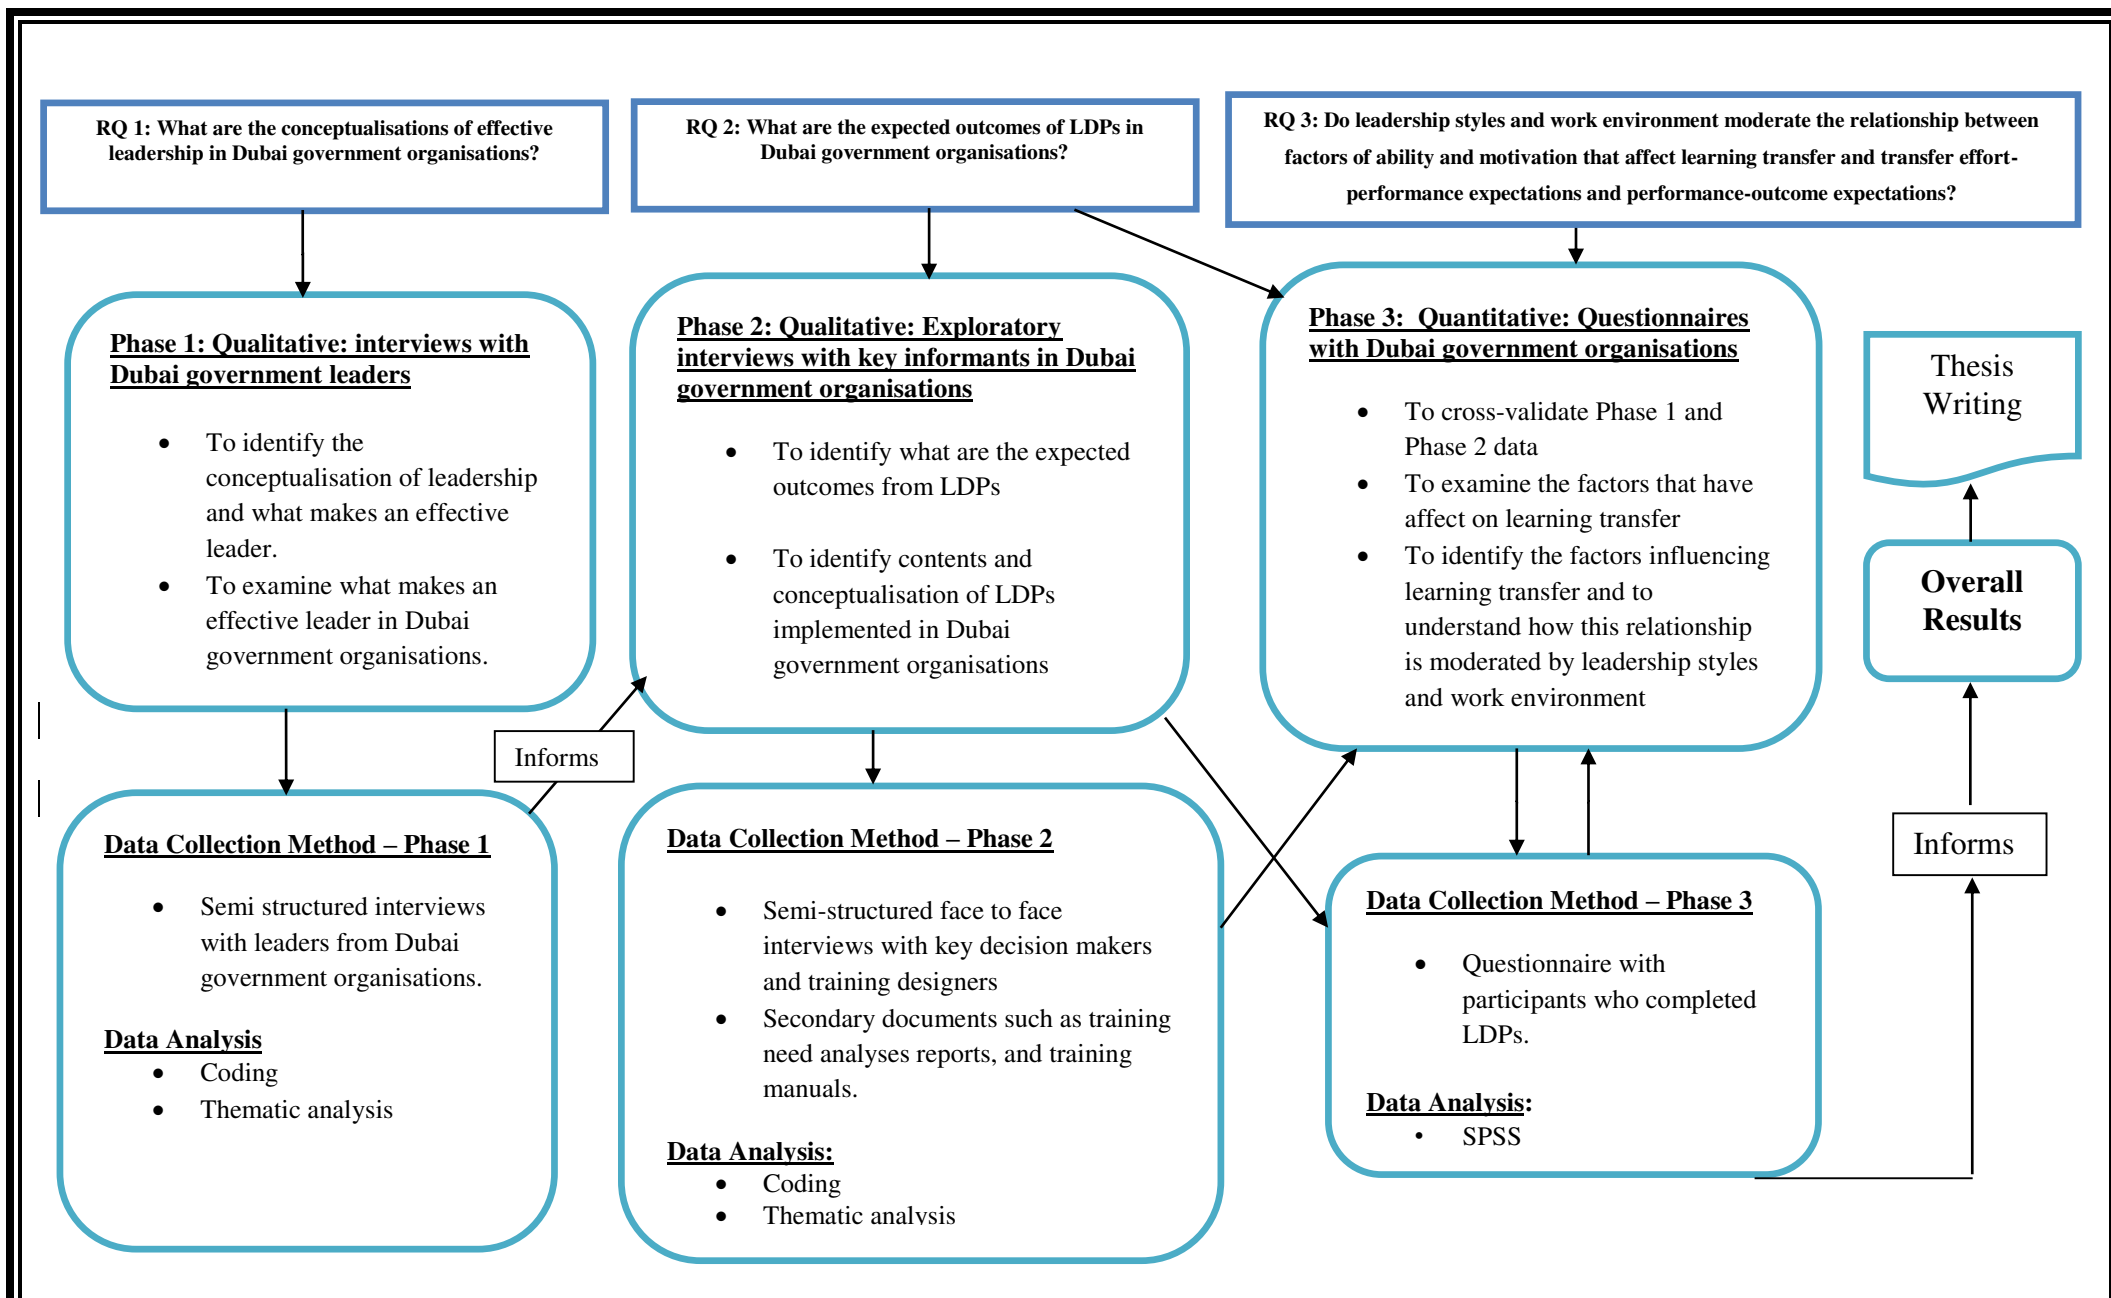 RQ 1: What are the conceptualisations of effective
leadership in Dubai government organisations?
RQ 2: What are the expected outcomes of LDPs in
Dubai government organisations?
RQ 3: Do leadership styles and work environment moderate the relationship between
factors of ability and motivation that affect learning transfer and transfer effort-
performance expectations and performance-outcome expectations?
Phase 1: Qualitative: interviews with
Dubai government leaders
• To identify the
conceptualisation of leadership
and what makes an effective
leader.
• To examine what makes an
effective leader in Dubai
government organisations.
Phase 2: Qualitative: Exploratory
interviews with key informants in Dubai
government organisations
• To identify what are the expected
outcomes from LDPs
• To identify contents and
conceptualisation of LDPs
implemented in Dubai
government organisations
Phase 3: Quantitative: Questionnaires
with Dubai government organisations
• To cross-validate Phase 1 and
Phase 2 data
• To examine the factors that have
affect on learning transfer
• To identify the factors influencing
learning transfer and to
understand how this relationship
is moderated by leadership styles
and work environment
Thesis
Writing
Overall
Results
Informs
Informs
Data Collection Method – Phase 1
• Semi structured interviews
with leaders from Dubai
government organisations.
Data Analysis
• Coding
• Thematic analysis
Data Collection Method – Phase 2
• Semi-structured face to face
interviews with key decision makers
and training designers
• Secondary documents such as training
need analyses reports, and training
manuals.
Data Analysis:
• Coding
• Thematic analysis
Data Collection Method – Phase 3
• Questionnaire with
participants who completed
LDPs.
Data Analysis:
• SPSS